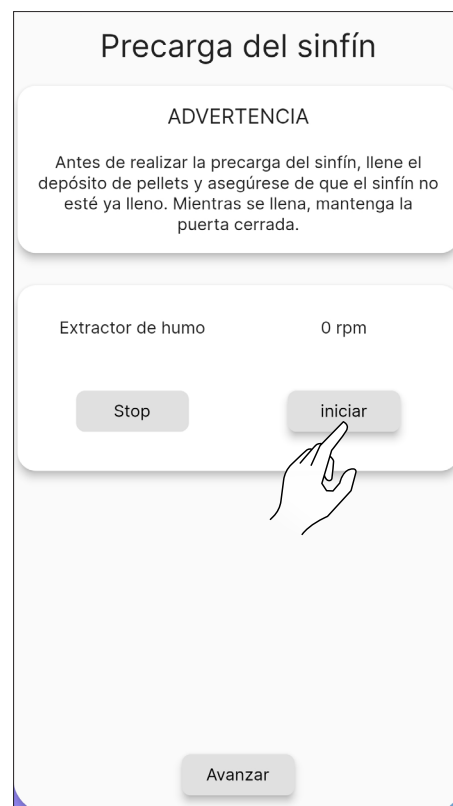 Precarga del sinfín
ADVERTENCIA
Antes de realizar la precarga del sinfín, llene el
depósito de pellets y asegúrese de que el sinfín no
esté ya lleno. Mientras se llena, mantenga la
puerta cerrada.
Extractor de humo 0 rpm
Stop iniciar
Avanzar